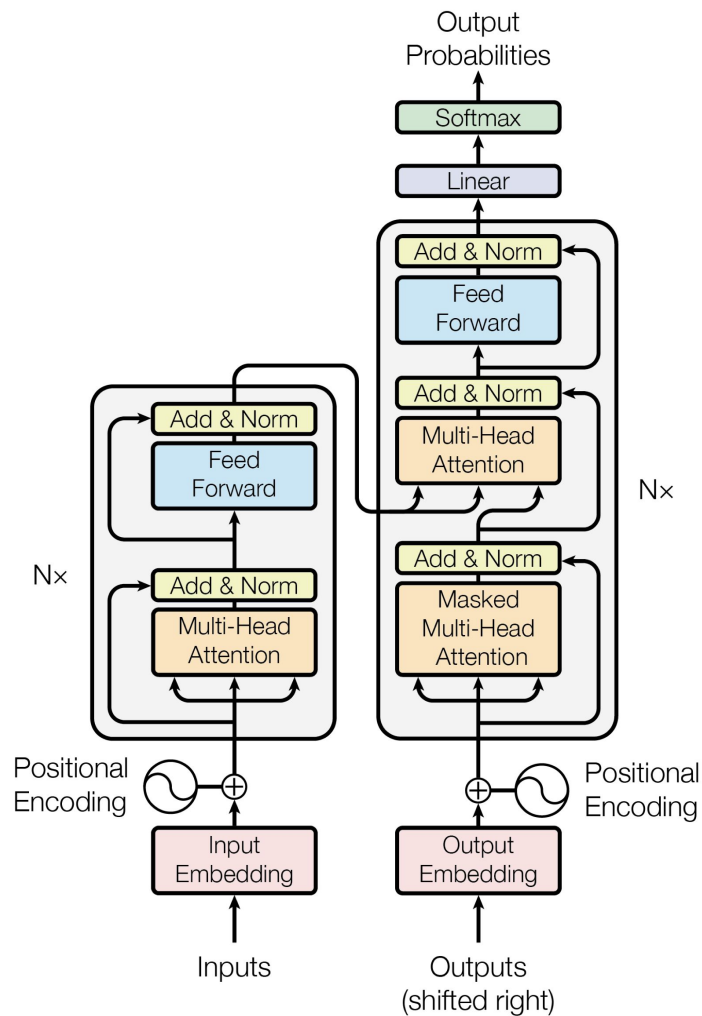 Output
Probabilities
Softmax
Linear
Add & Norm
Feed
Forward
Add & Norm
Multi-Head
Attention
Add & Norm
Masked
Multi-Head
Attention
Nx
Add & Norm
Feed
Forward
Add & Norm
Multi-Head
Attention
Nx
Positional
Encoding
Positional
Encoding
Input
Embedding
Output
Embedding
Inputs
Outputs
(shifted right)